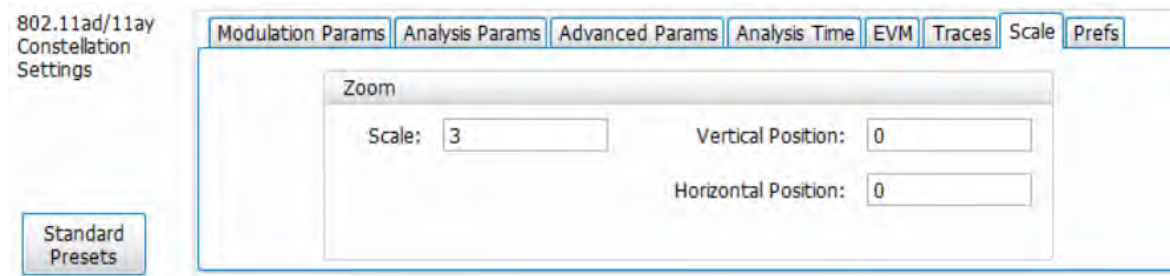 802.11ad/11ay
Constellation
Settings
Modulation Params Analysis Params Advanced Params Analysis Time EVM Traces Scale Prefs
Zoom
Scale: 3 Vertical Position: 0
Horizontal Position: 0
Standard
Presets